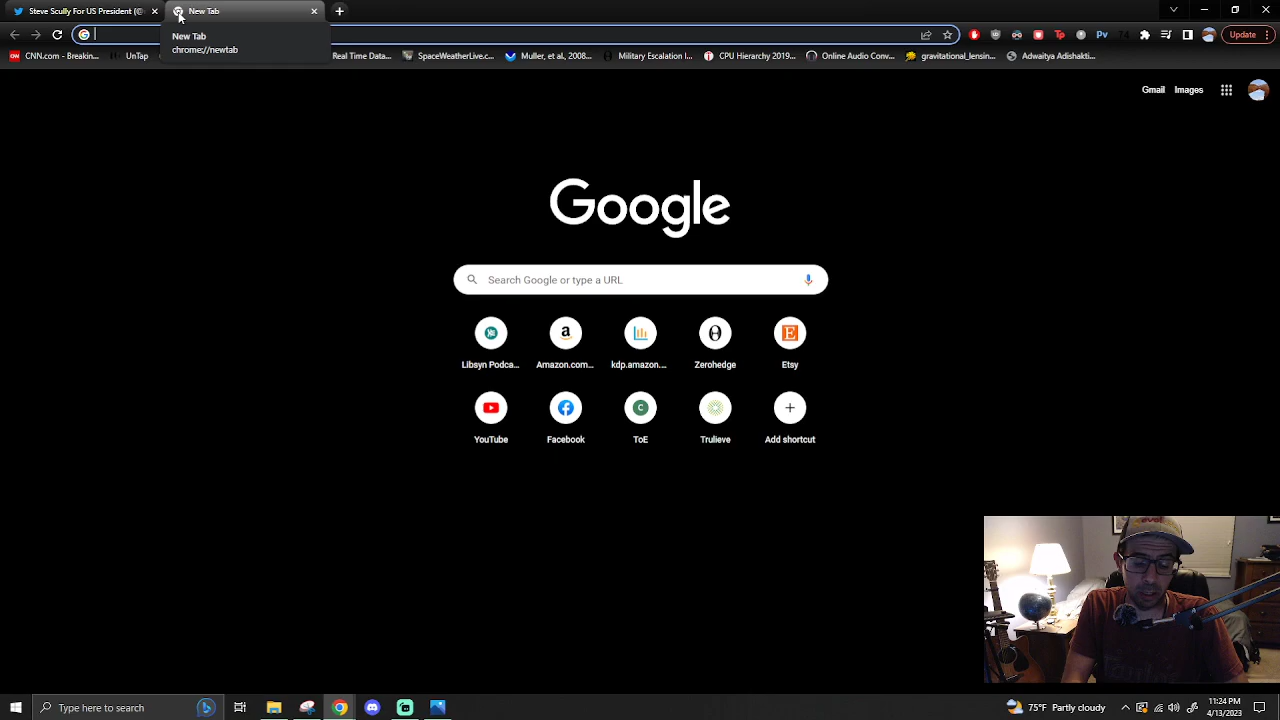 Steve Scully For US President (@
New Tab
New Tab
chrome://newtab
Update
CNN.com - Breakin...
UnTap
Real Time Data...
SpaceWeatherLive.c...
Muller, et al., 2008...
Military Escalation I...
CPU Hierarchy 2019...
Online Audio Conv...
gravitational_lensin...
Adwaitya Adishakti...
Gmail
Images
Google
Search Google or type a URL
Libsyn Podca...
Amazon.com...
kdp.amazon....
Zerohedge
Etsy
YouTube
Facebook
ToE
Trulieve
Add shortcut
Type here to search
75°F Partly cloudy
11:24 PM
4/13/2023